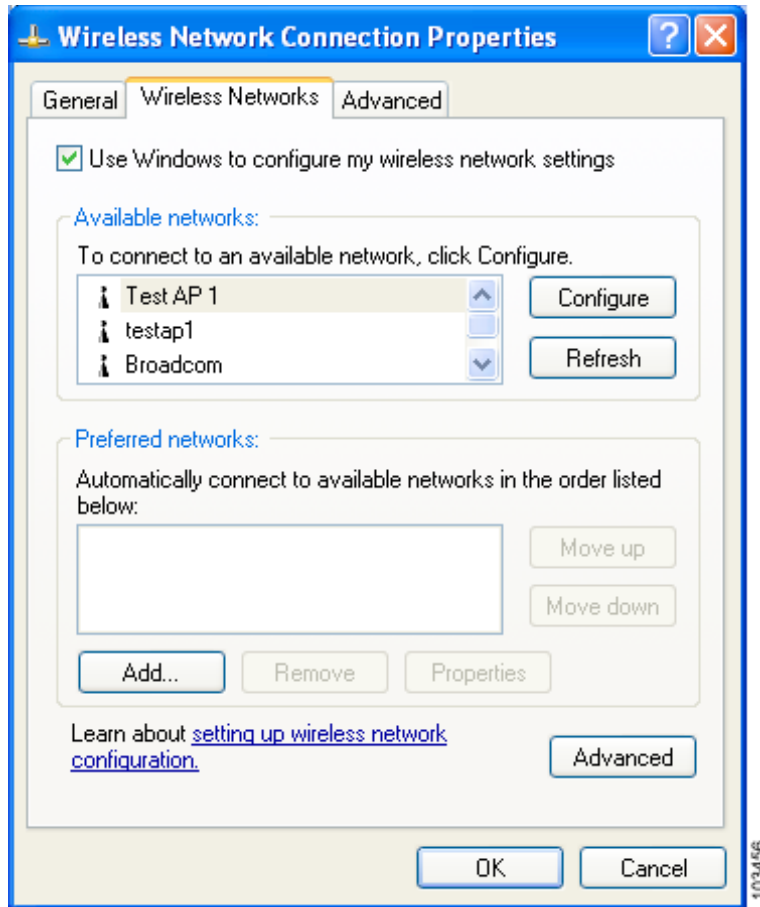 Wireless Network Connection Properties
General Wireless Networks Advanced
Use Windows to configure my wireless network settings
Available networks:
To connect to an available network, click Configure.
Test AP 1
testap1
Broadcom
Configure
Refresh
Preferred networks:
Automatically connect to available networks in the order listed
below:
Move up
Move down
Add... Remove Properties
Learn about setting up wireless network
configuration.
Advanced
OK Cancel
103456